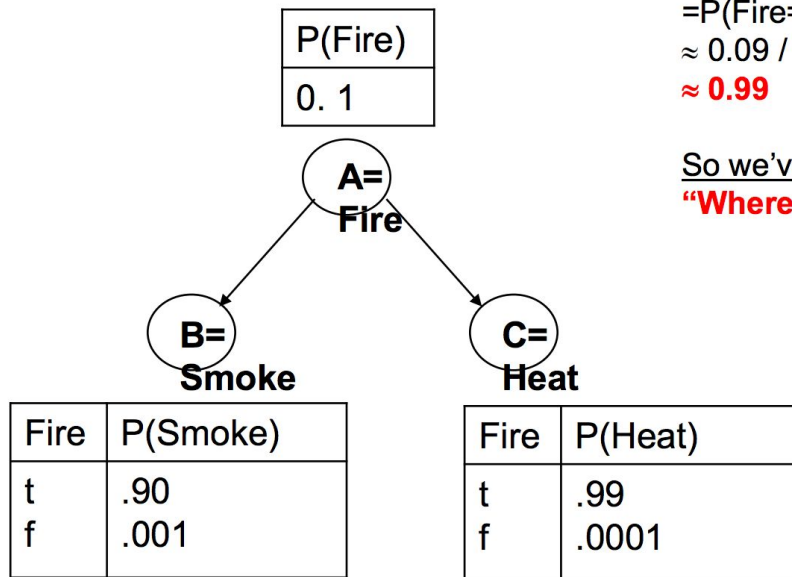 P(Fire)
0. 1
=P(Fire=
≈ 0.09 /
≈ 0.99
So we’v
“Where
A=
Fire
B=
Smoke
C=
Heat
Fire P(Smoke)
t .90
f .001
Fire P(Heat)
t .99
f .0001